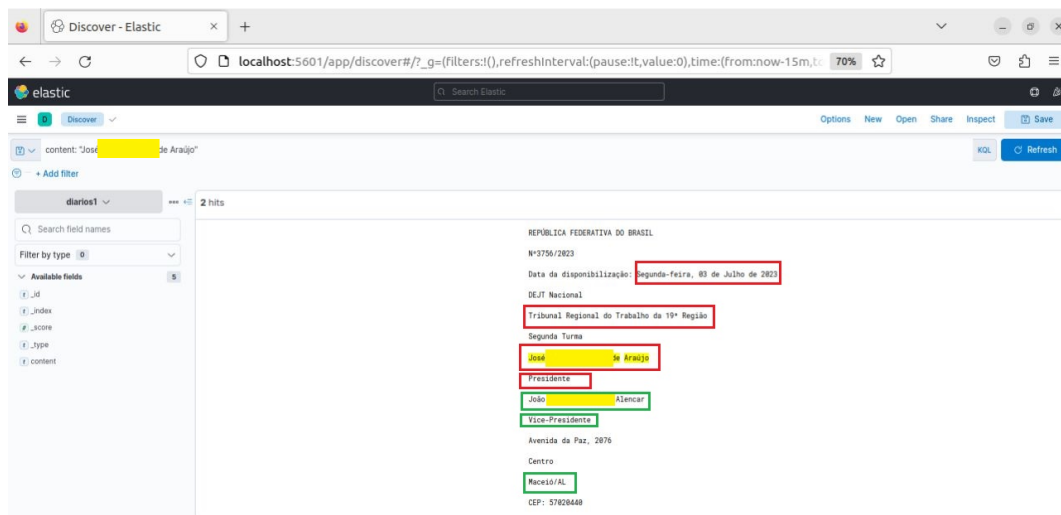 Discover - Elastic
localhost:5601/app/discover#/?_g=(filters:!(),refreshInterval:(pause:!t,value:0),time:(from:now-15m,to
70%
elastic
Search Elastic
D Discover
Options New Open Share Inspect Save
content: "José de Araújo"
KQL
Refresh
+ Add filter
diarios1
2 hits
Search field names
Filter by type 0
Available fields 5
t _id
t _index
# _score
t _type
t content
REPÚBLICA FEDERATIVA DO BRASIL
Nº3756/2023
Data da disponibilização: Segunda-feira, 03 de Julho de 2023
DEJT Nacional
Tribunal Regional do Trabalho da 19ª Região
Segunda Turma
José de Araújo
Presidente
João Alencar
Vice-Presidente
Avenida da Paz, 2076
Centro
Maceió/AL
CEP: 57020440